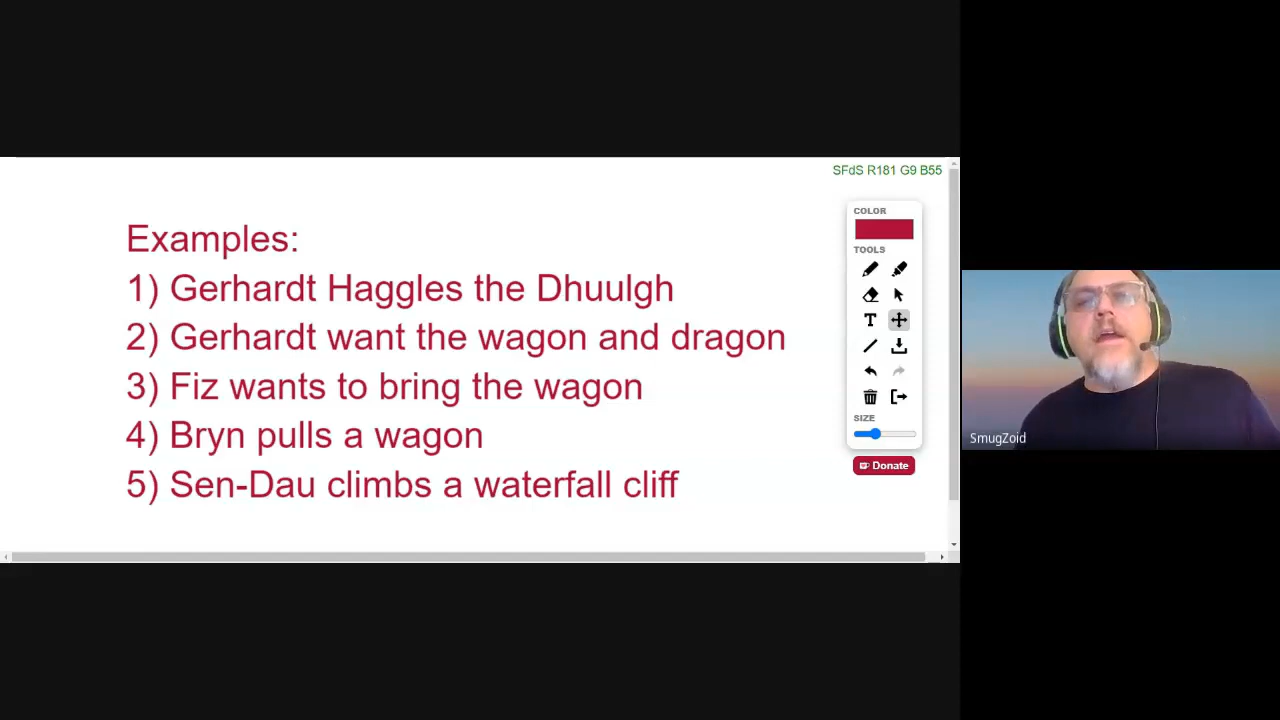 SFdS R181 G9 B55
Examples:
1) Gerhardt Haggles the Dhuulgh
2) Gerhardt want the wagon and dragon
3) Fiz wants to bring the wagon
4) Bryn pulls a wagon
5) Sen-Dau climbs a waterfall cliff
COLOR
TOOLS
T
SIZE
Donate
SmugZoid